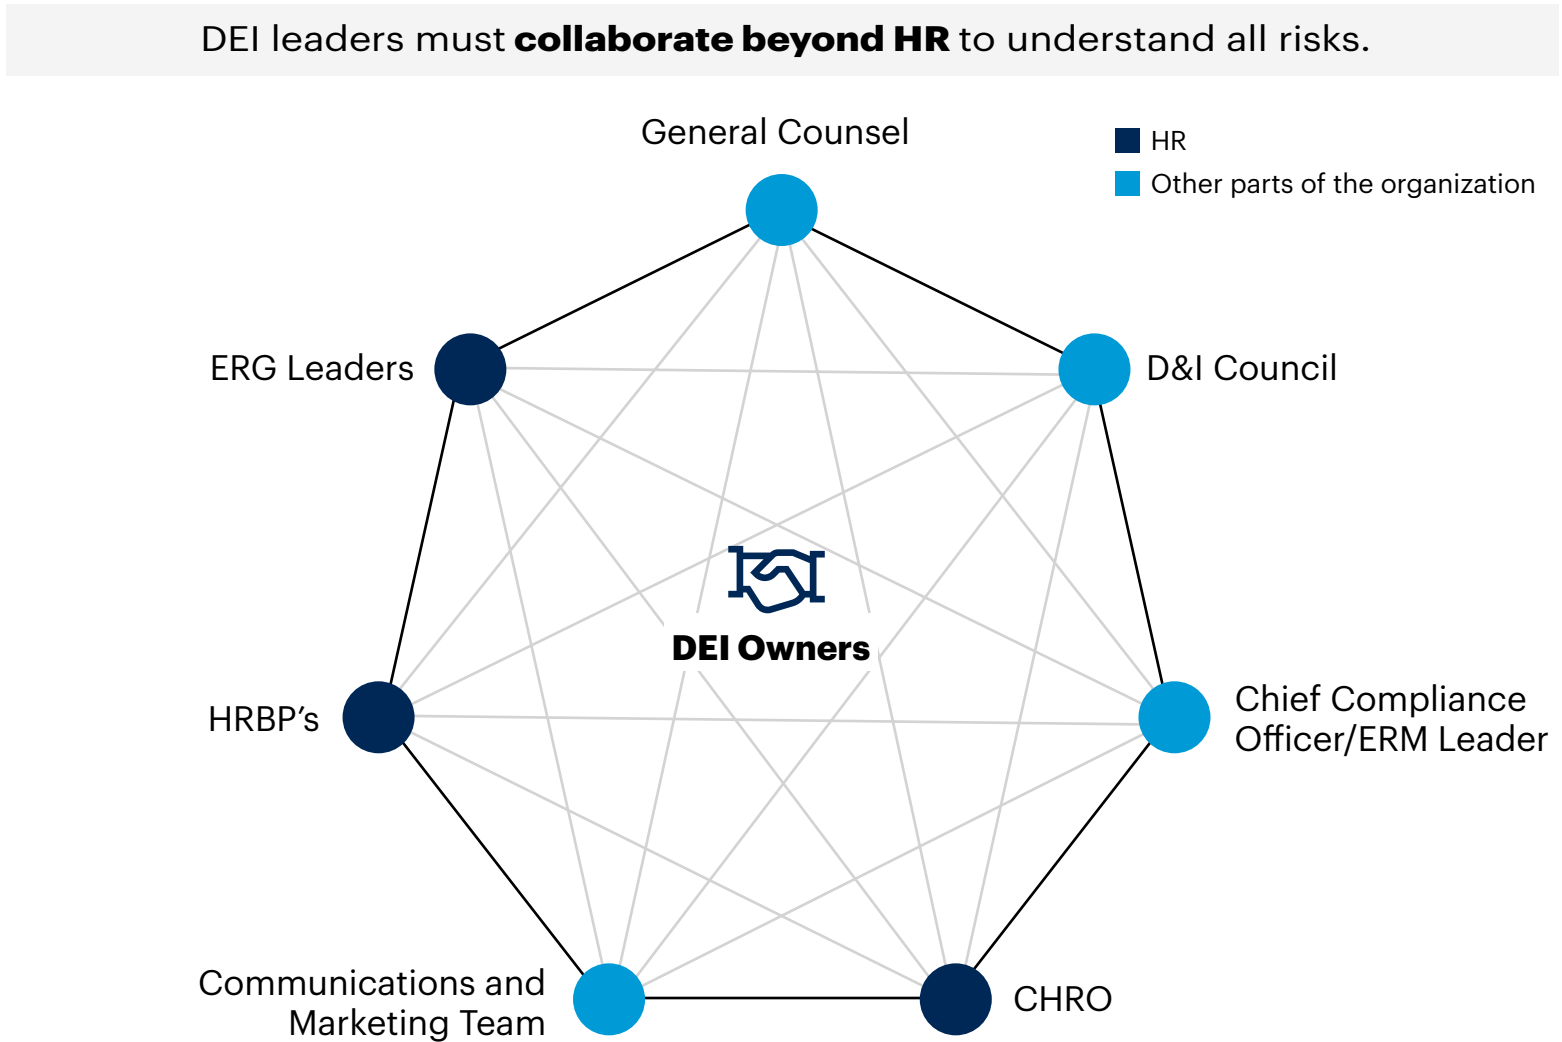 DEI leaders must collaborate beyond HR to understand all risks.
General Counsel
HR
Other parts of the organization
ERG Leaders
D&I Council
DEI Owners
HRBP’s
Chief Compliance
Officer/ERM Leader
Communications and
Marketing Team
CHRO